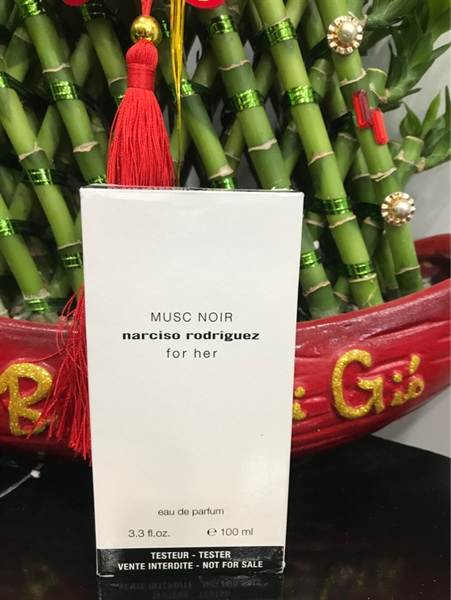 MUSC NOIR
narciso rodriguez
for her
Gió
eau de parfum
3.3 fl.oz. e 100 ml
TESTEUR - TESTER
VENTE INTERDITE - NOT FOR SALE